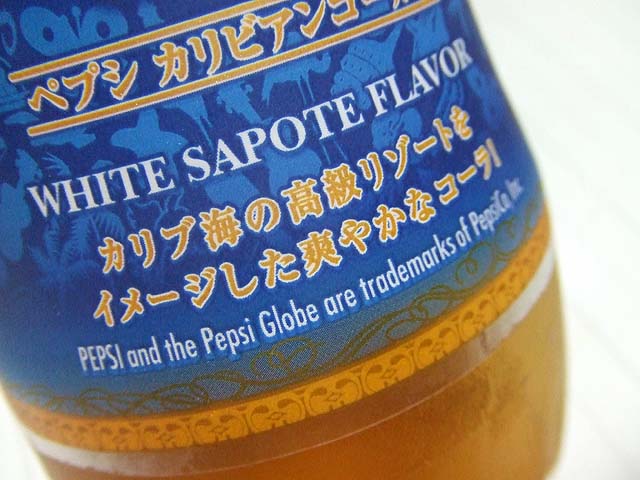 ペプシ カリビアンゴールド
WHITE SAPOTE FLAVOR
カリブ海の高級リゾートを
イメージした爽やかなコーラ!
PEPSI and the Pepsi Globe are trademarks of PepsiCo, Inc.